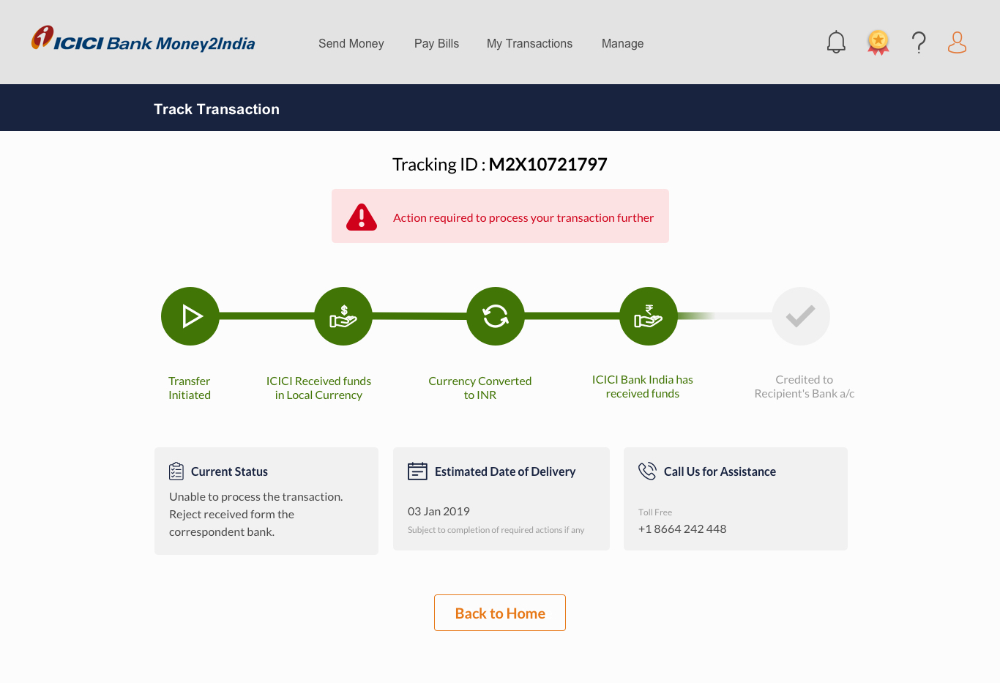 ICICI Bank Money2India
Send Money
Pay Bills
My Transactions
Manage
Track Transaction
Tracking ID : M2X10721797
Action required to process your transaction further
Transfer
Initiated
ICICI Received funds
in Local Currency
Currency Converted
to INR
ICICI Bank India has
received funds
Credited to
Recipient's Bank a/c
Current Status
Unable to process the transaction.
Reject received form the
correspondent bank.
Estimated Date of Delivery
03 Jan 2019
Subject to completion of required actions if any
Call Us for Assistance
Toll Free
+1 8664 242 448
Back to Home